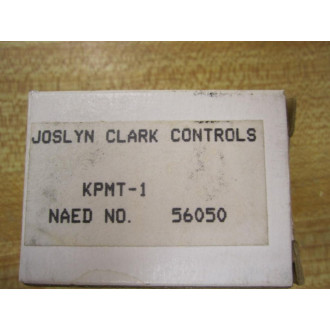 JOSLYN CLARK CONTROLS
KPMT-1
NAED NO. 56050